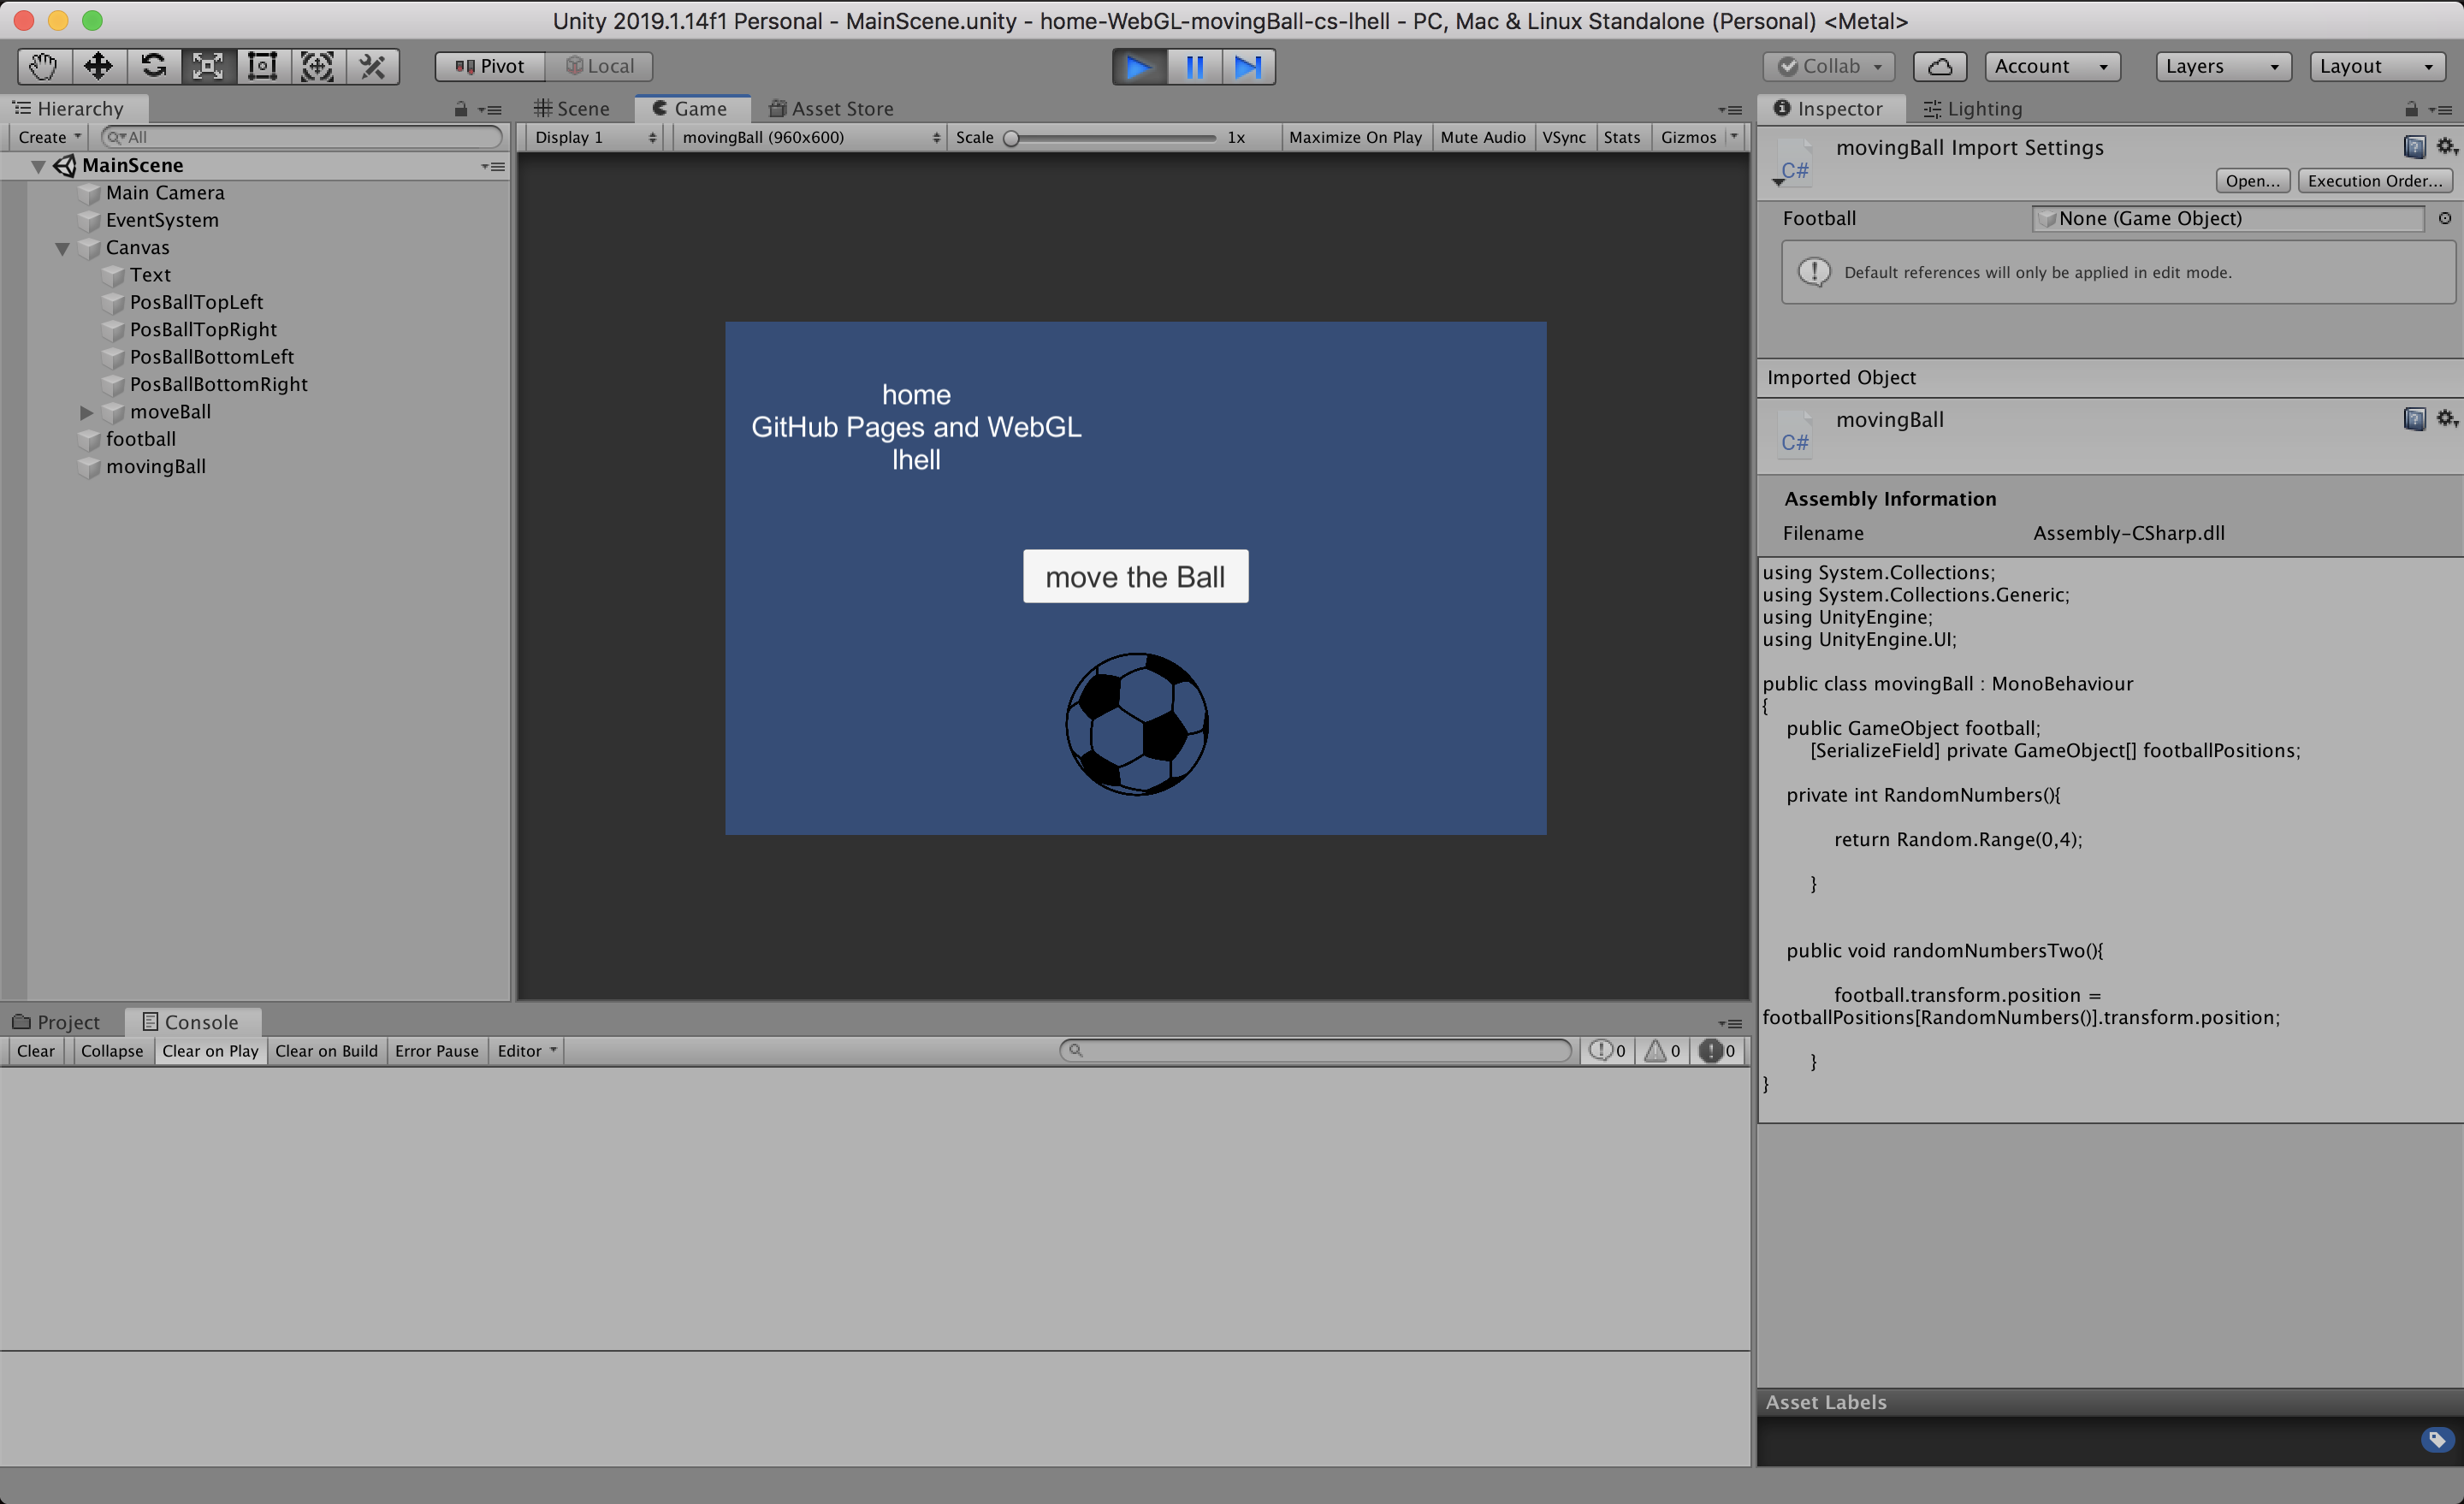 Unity 2019.1.14f1 Personal - MainScene.unity - home-WebGL-movingBall-cs-lhell - PC, Mac & Linux Standalone (Personal) <Metal>
Pivot Local Collab Account Layers Layout
Hierarchy
Create All
MainScene
Main Camera
EventSystem
Canvas
Text
PosBallTopLeft
PosBallTopRight
PosBallBottomLeft
PosBallBottomRight
moveBall
football
movingBall
Scene Game Asset Store
Display 1 movingBall (960x600) Scale 1x Maximize On Play Mute Audio VSync Stats Gizmos
home
GitHub Pages and WebGL
lhell
move the Ball
Project Console
Clear Collapse Clear on Play Clear on Build Error Pause Editor 0 0 0
Inspector Lighting
movingBall Import Settings
C#
Open... Execution Order...
Football None (Game Object)
Default references will only be applied in edit mode.
Imported Object
movingBall
C#
Assembly Information
Filename Assembly-CSharp.dll
using System.Collections;
using System.Collections.Generic;
using UnityEngine;
using UnityEngine.UI;
public class movingBall : MonoBehaviour
{
public GameObject football;
[SerializeField] private GameObject[] footballPositions;
private int RandomNumbers(){
return Random.Range(0,4);
}
public void randomNumbersTwo(){
football.transform.position =
footballPositions[RandomNumbers()].transform.position;
}
}
Asset Labels